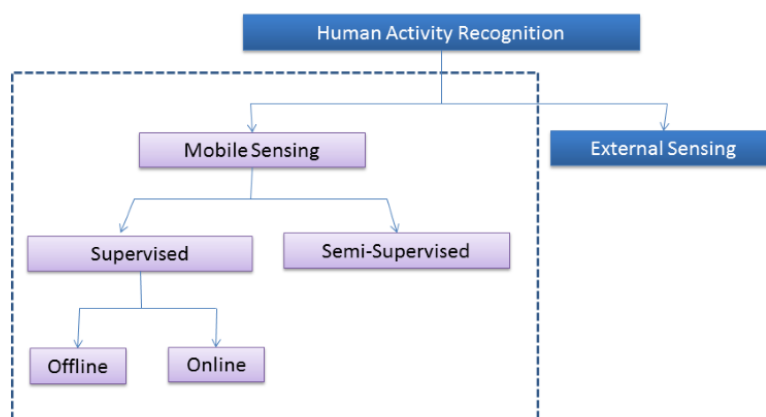 Human Activity Recognition
Mobile Sensing
External Sensing
Supervised
Semi-Supervised
Offline
Online